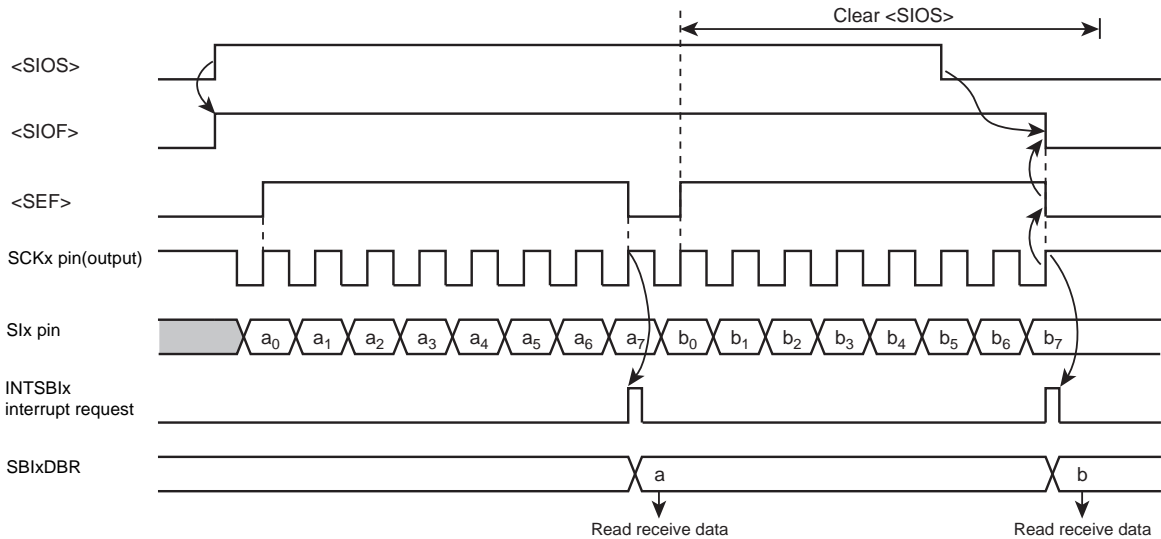 Clear <SIOS>
<SIOS>
<SIOF>
<SEF>
SCKx pin(output)
SIx pin
a0 a1 a2 a3 a4 a5 a6 a7 b0 b1 b2 b3 b4 b5 b6 b7
INTSBIx
interrupt request
SBIxDBR
a b
Read receive data Read receive data